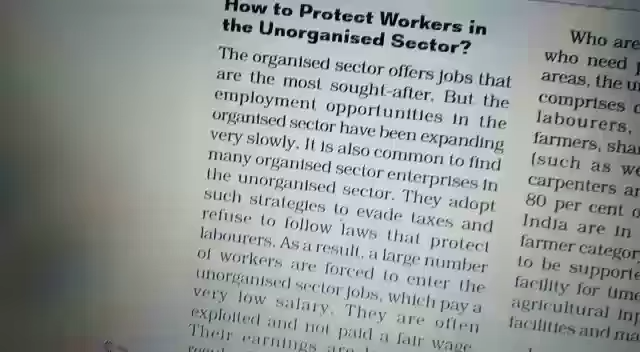 How to Protect Workers in
the Unorganised Sector?
The organised sector offers jobs that
are the most sought-after. But the
employment opportunities in the
organised sector have been expanding
very slowly. It is also common to find
many organised sector enterprises in
the unorganised sector. They adopt
such strategies to evade taxes and
refuse to follow laws that protect
labourers. As a result, a large number
of workers are forced to enter the
unorganised sector jobs, which pay a
very low salary. They are often
exploited and not paid a fair wage.
Their earnings are
Who are
who need
areas, the
comprises
labourers,
farmers,
(such as
carpenters
80 per cent
India are in
farmer
to be
facility for
agricultural
facilities and